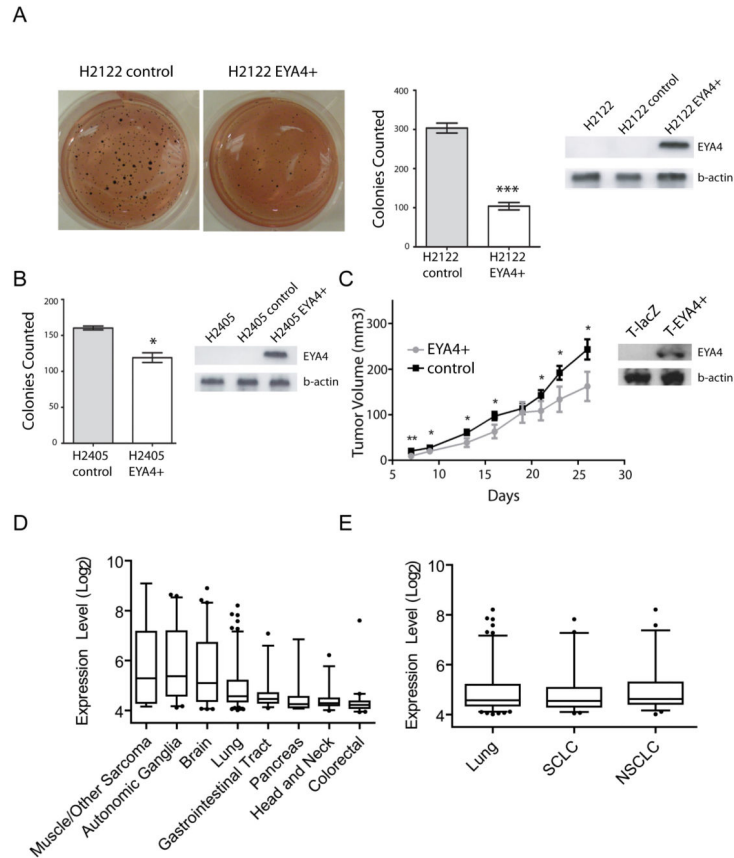 A
H2122 control
H2122 EYA4+
Colonies Counted
400
300
200
100
0
H2122 control
H2122 EYA4+
***
H2122
H2122 control
H2122 EYA4+
EYA4
b-actin
B
Colonies Counted
200
150
100
50
0
H2405 control
H2405 EYA4+
*
H2405
H2405 control
H2405 EYA4+
EYA4
b-actin
C
Tumor Volume (mm3)
300
200
100
0
EYA4+
control
** * * * * * *
5 10 15 20 25 30
Days
T-lacZ
T-EYA4+
EYA4
b-actin
D
Expression Level (Log2)
10
8
6
4
Muscle/Other Sarcoma
Autonomic Ganglia
Brain
Lung
Gastrointestinal Tract
Pancreas
Head and Neck
Colorectal
E
Expression Level (Log2)
10
8
6
4
Lung
SCLC
NSCLC